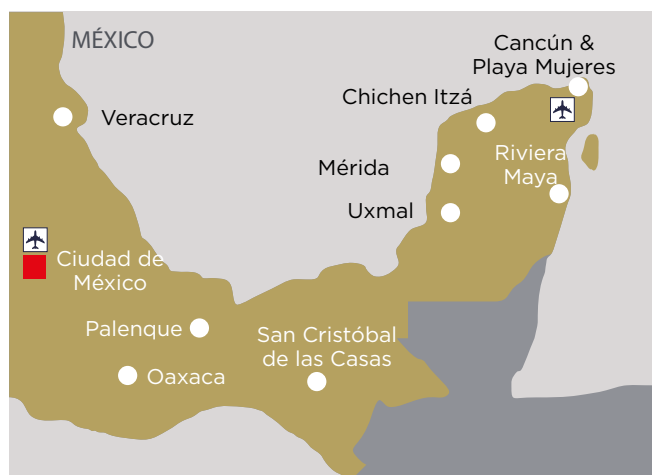 MÉXICO
Cancún &
Playa Mujeres
Chichen Itzá
Veracruz
Mérida
Riviera
Maya
Uxmal
Ciudad de
México
Palenque
San Cristóbal
de las Casas
Oaxaca